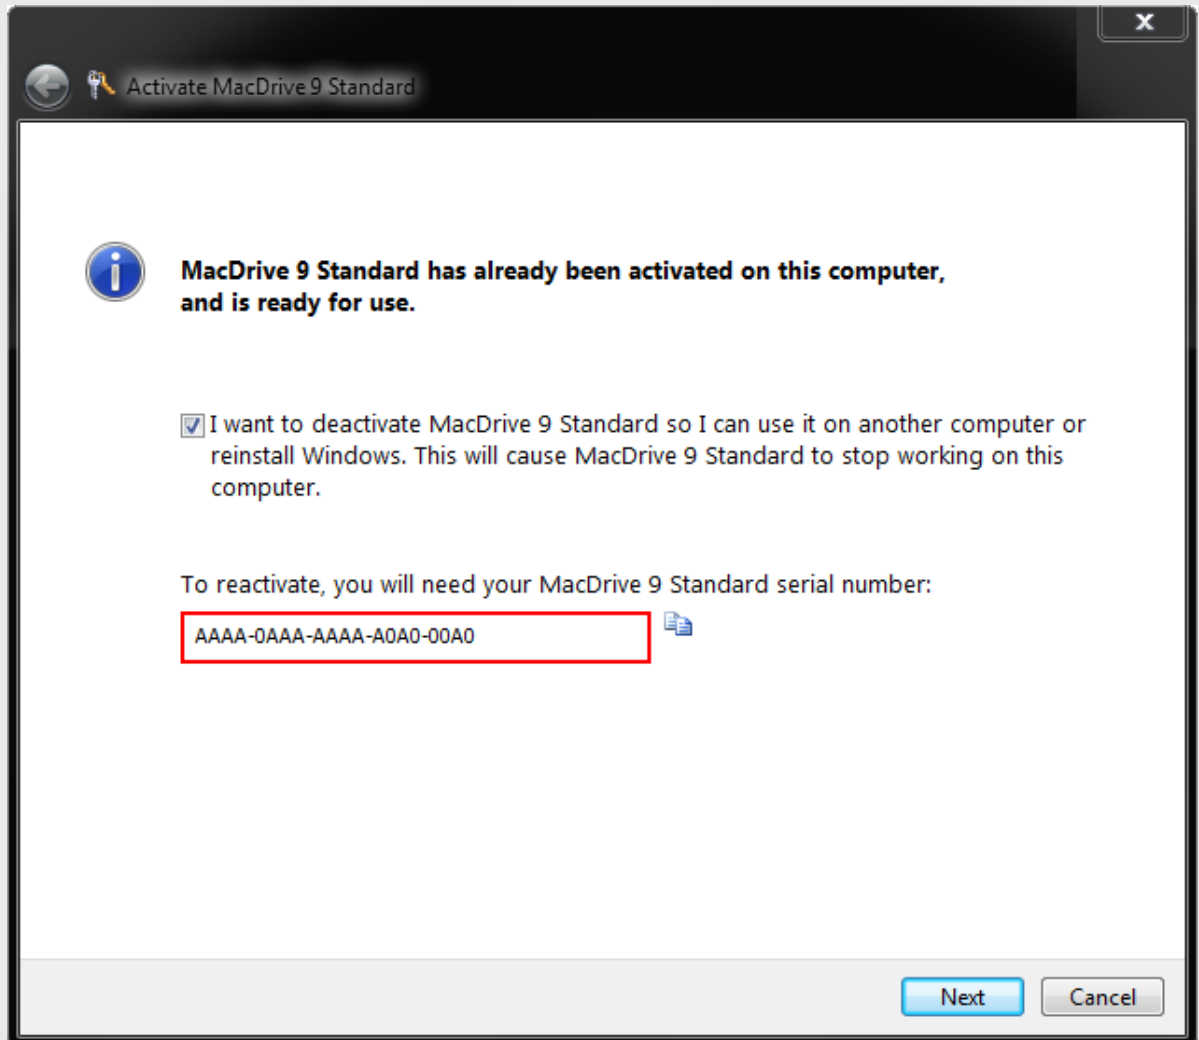 x
Activate MacDrive 9 Standard
MacDrive 9 Standard has already been activated on this computer,
and is ready for use.
I want to deactivate MacDrive 9 Standard so I can use it on another computer or
reinstall Windows. This will cause MacDrive 9 Standard to stop working on this
computer.
To reactivate, you will need your MacDrive 9 Standard serial number:
AAAA-0AAA-AAAA-A0A0-00A0
Next
Cancel